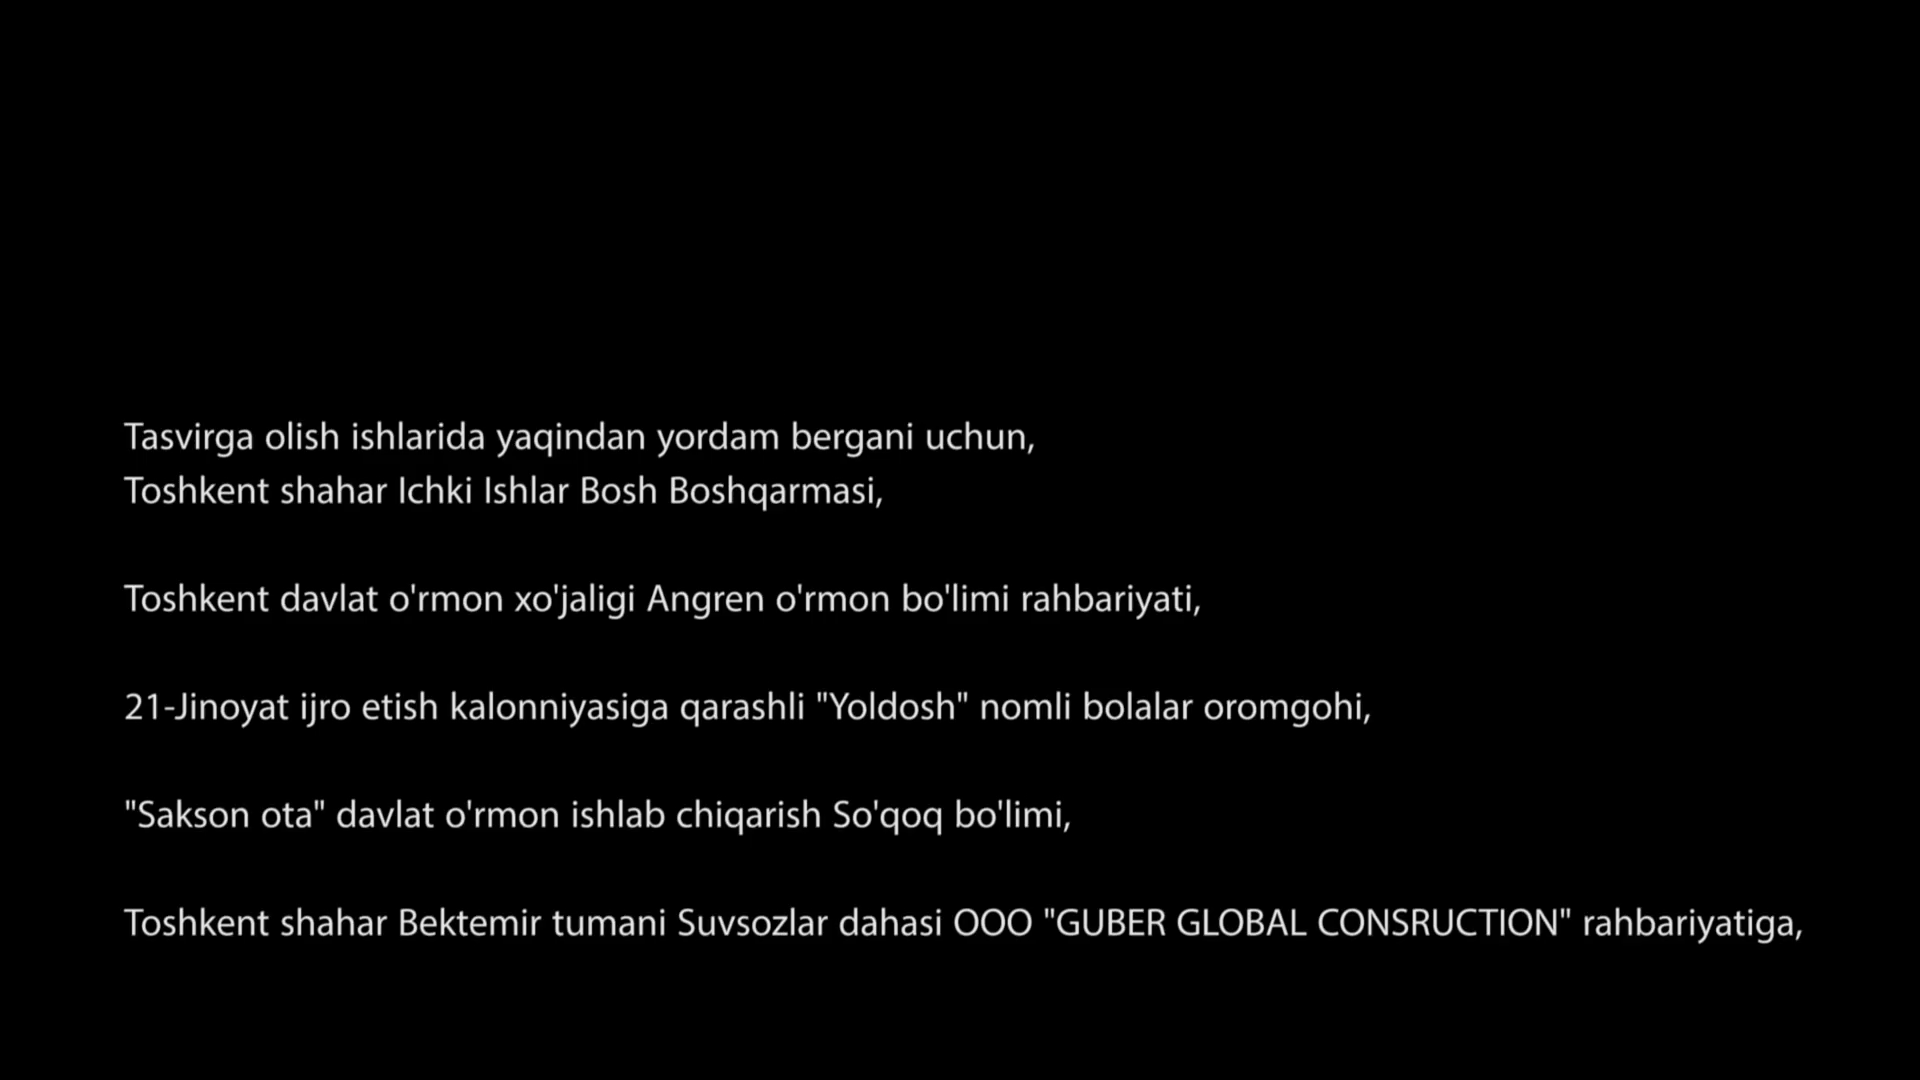 Tasvirga olish ishlarida yaqindan yordam bergani uchun,
Toshkent shahar Ichki Ishlar Bosh Boshqarmasi,
Toshkent davlat o'rmon xo'jaligi Angren o'rmon bo'limi rahbariyati,
21-Jinoyat ijro etish kalonniyasiga qarashli "Yoldosh" nomli bolalar oromgohi,
"Sakson ota" davlat o'rmon ishlab chiqarish So'qoq bo'limi,
Toshkent shahar Bektemir tumani Suvsozlar dahasi OOO "GUBER GLOBAL CONSRUCTION" rahbariyatiga,